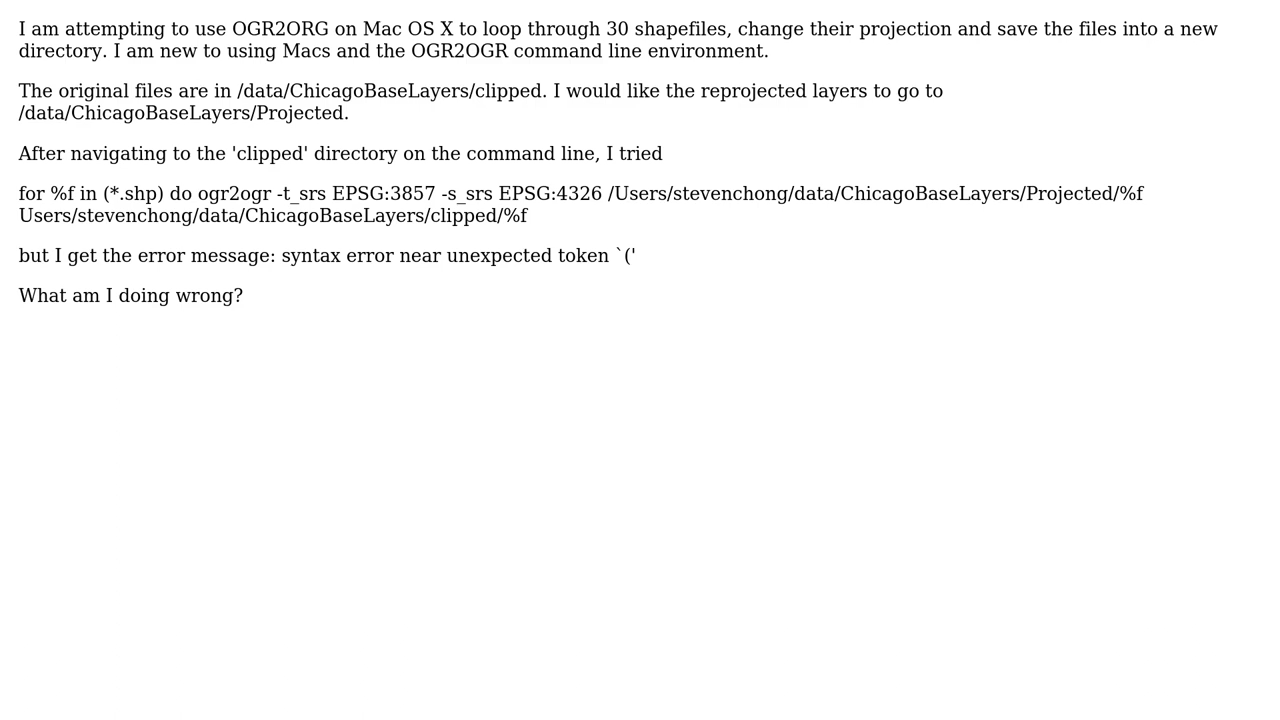 I am attempting to use OGR2ORG on Mac OS X to loop through 30 shapefiles, change their projection and save the files into a new
directory. I am new to using Macs and the OGR2OGR command line environment.
The original files are in /data/ChicagoBaseLayers/clipped. I would like the reprojected layers to go to
/data/ChicagoBaseLayers/Projected.
After navigating to the 'clipped' directory on the command line, I tried
for %f in (*.shp) do ogr2ogr -t_srs EPSG:3857 -s_srs EPSG:4326 /Users/stevenchong/data/ChicagoBaseLayers/Projected/%f
Users/stevenchong/data/ChicagoBaseLayers/clipped/%f
but I get the error message: syntax error near unexpected token `('
What am I doing wrong?